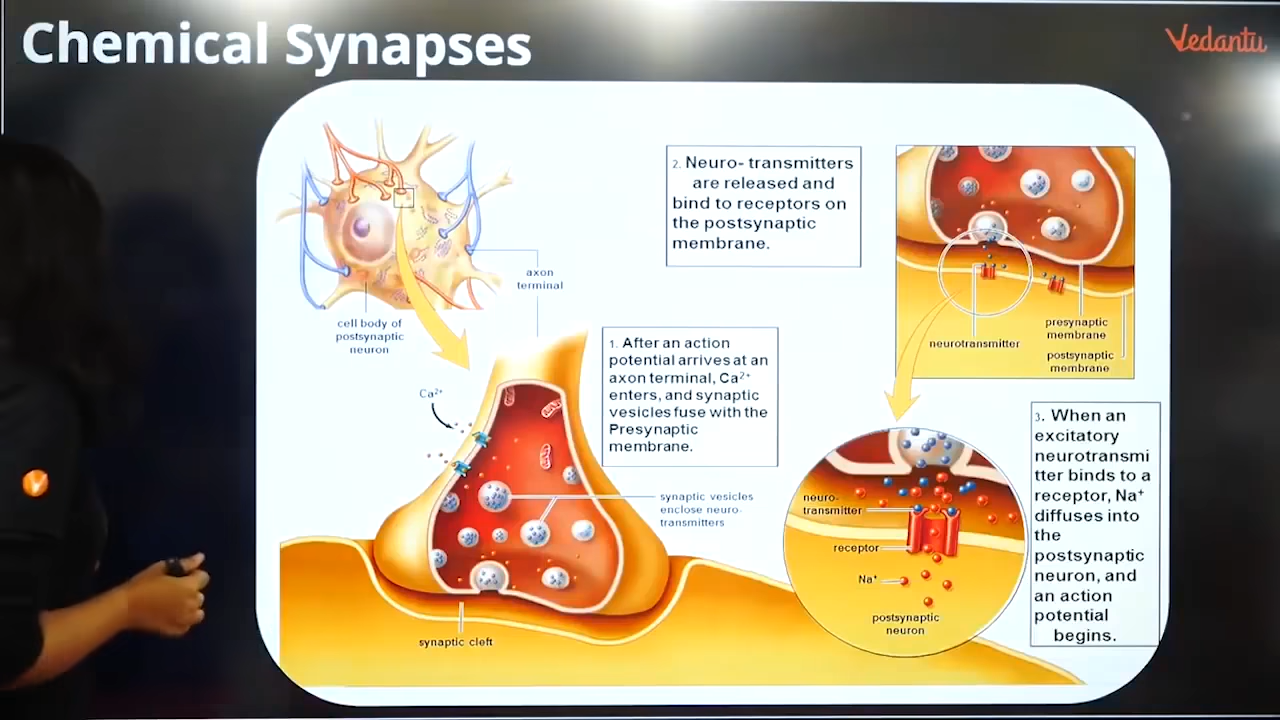 Chemical Synapses
Vedantu
axon
terminal
cell body of
postsynaptic
neuron
Ca²⁺
1. After an action
potential arrives at an
axon terminal, Ca²⁺
enters, and synaptic
vesicles fuse with the
Presynaptic
membrane.
synaptic vesicles
enclose neuro-
transmitters
synaptic cleft
2. Neuro- transmitters
are released and
bind to receptors on
the postsynaptic
membrane.
neurotransmitter
presynaptic
membrane
postsynaptic
membrane
neuro-
transmitter
receptor
Na⁺
postsynaptic
neuron
3. When an
excitatory
neurotransmi
tter binds to a
receptor, Na⁺
diffuses into
the
postsynaptic
neuron, and
an action
potential
begins.